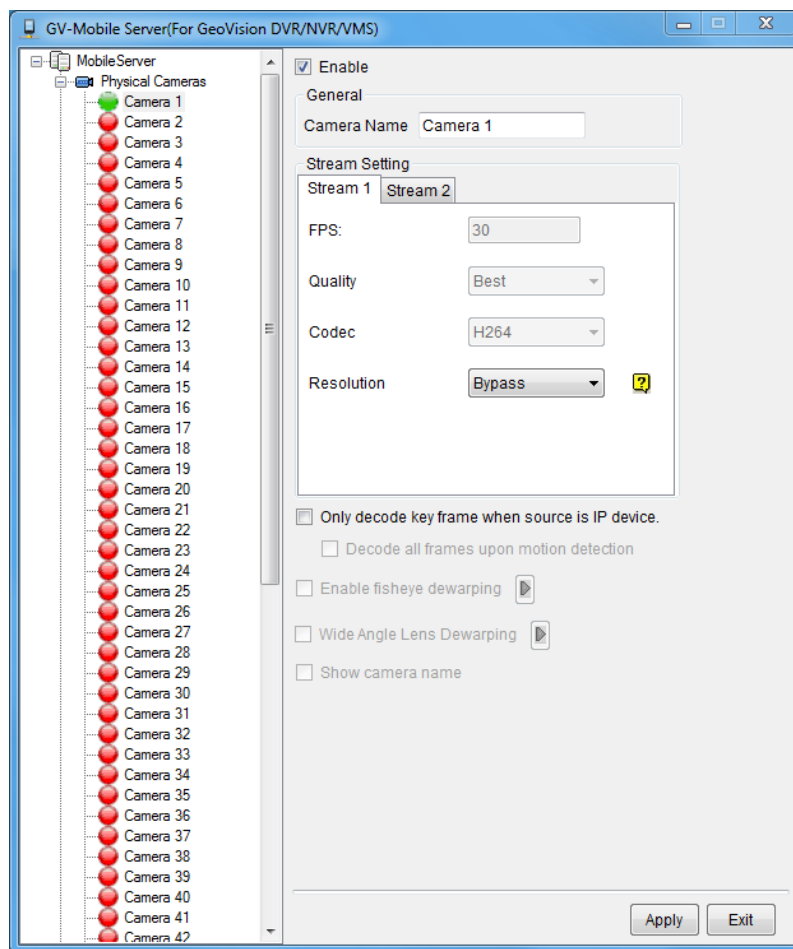 GV-Mobile Server(For GeoVision DVR/NVR/VMS)
MobileServer
Physical Cameras
Camera 1
Camera 2
Camera 3
Camera 4
Camera 5
Camera 6
Camera 7
Camera 8
Camera 9
Camera 10
Camera 11
Camera 12
Camera 13
Camera 14
Camera 15
Camera 16
Camera 17
Camera 18
Camera 19
Camera 20
Camera 21
Camera 22
Camera 23
Camera 24
Camera 25
Camera 26
Camera 27
Camera 28
Camera 29
Camera 30
Camera 31
Camera 32
Camera 33
Camera 34
Camera 35
Camera 36
Camera 37
Camera 38
Camera 39
Camera 40
Camera 41
Camera 42
Enable
General
Camera Name Camera 1
Stream Setting
Stream 1 Stream 2
FPS: 30
Quality Best
Codec H264
Resolution Bypass ?
Only decode key frame when source is IP device.
Decode all frames upon motion detection
Enable fisheye dewarping
Wide Angle Lens Dewarping
Show camera name
Apply Exit